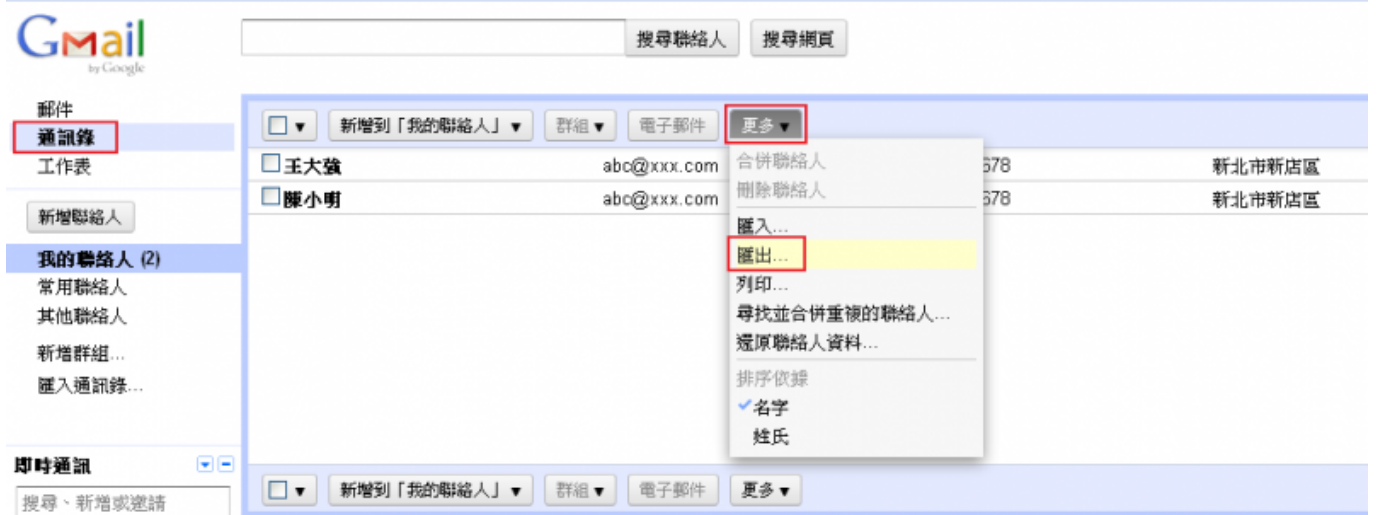 Gmail
by Google
搜尋聯絡人 搜尋網頁
郵件
通訊錄
工作表
新增聯絡人
我的聯絡人 (2)
常用聯絡人
其他聯絡人
新增群組...
匯入通訊錄...
即時通訊
搜尋、新增或邀請
新增到「我的聯絡人」 群組 電子郵件 更多
王大強 abc@xxx.com 678 新北市新店區
陳小明 abc@xxx.com 678 新北市新店區
合併聯絡人
刪除聯絡人
匯入...
匯出...
列印...
尋找並合併重複的聯絡人...
還原聯絡人資料...
排序依據
名字
姓氏
新增到「我的聯絡人」 群組 電子郵件 更多